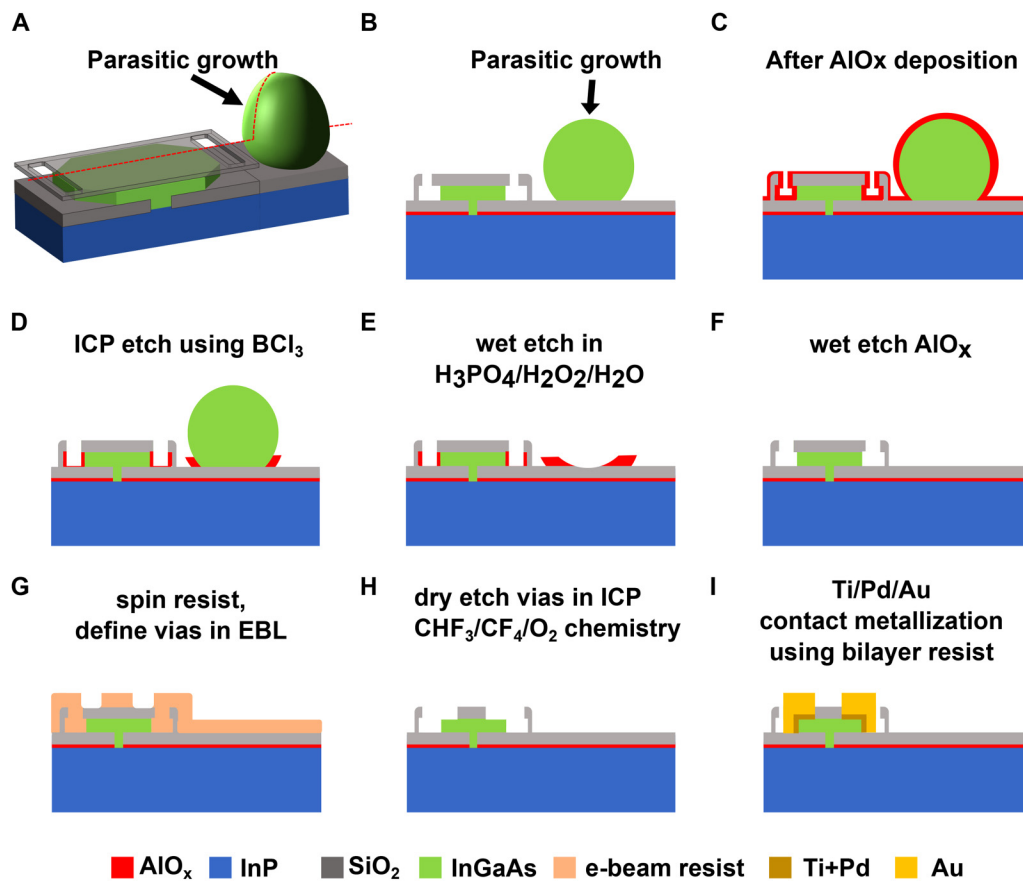 A
Parasitic growth
B
Parasitic growth
C
After AlOx deposition
D
ICP etch using BCl₃
E
wet etch in
H₃PO₄/H₂O₂/H₂O
F
wet etch AlOₓ
G
spin resist,
define vias in EBL
H
dry etch vias in ICP
CHF₃/CF₄/O₂ chemistry
I
Ti/Pd/Au
contact metallization
using bilayer resist
AlOₓ InP SiO₂ InGaAs e-beam resist Ti+Pd Au